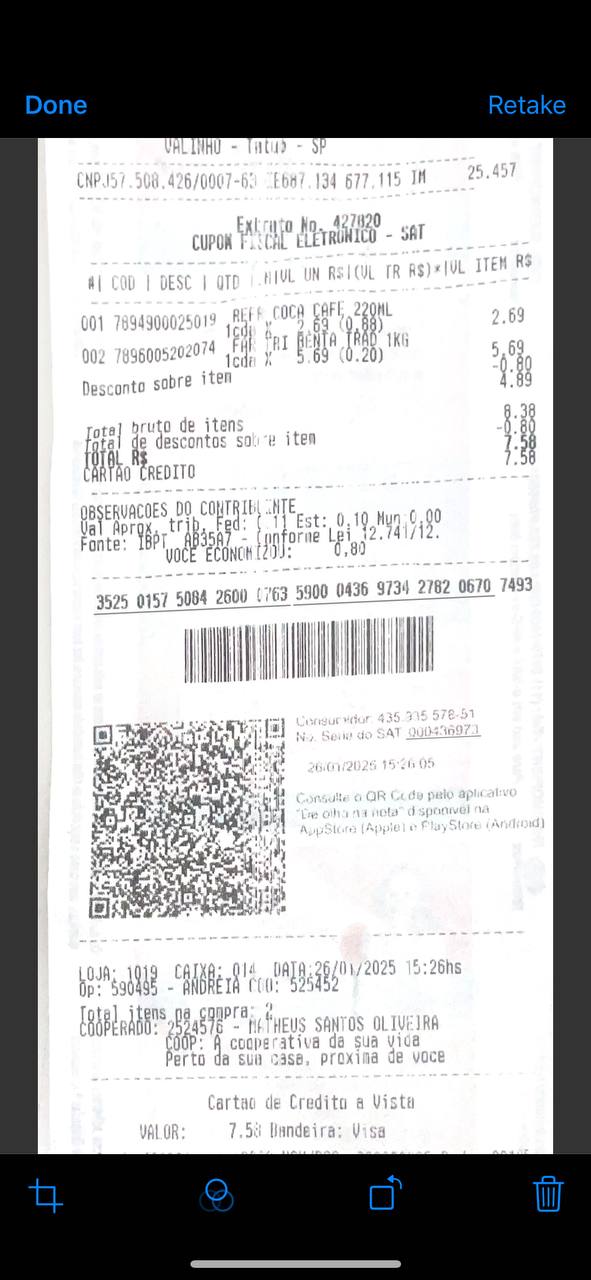 Done
Retake
VALINHO - Tatuí - SP
CNPJ57.508.426/0007-63 IE687.134 677.115 IM 25.457
Extrato No. 427820
CUPOM FISCAL ELETRONICO - SAT
#| COD | DESC | QTD | |VL UN R$|(VL TR R$)*|VL ITEM R$
001 7894900025019 REFR COCA CAFE 220ML
1cda X 2.69 (0.88) 2.69
002 7896005202074 FAR TRI BENTA TRAD 1KG
1cda X 5.69 (0.20) 5.69
Desconto sobre item -0.80
4.89
Total bruto de itens 8.38
Total de descontos sobre item -0.80
TOTAL R$ 7.58
CARTAO CREDITO 7.58
OBSERVACOES DO CONTRIBUINTE
Val Aprox. trib. Fed: 11 Est: 0,10 Mun 0,00
Fonte: IBPT AB35A7 - Conforme Lei 12.741/12.
VOCE ECONOMIZOU: 0,80
3525 0157 5084 2600 0763 5900 0436 9734 2782 0670 7493
Consumidor: 435 578-51
No. Serie do SAT 000436973
26/01/2025 15:26:05
Consulte o QR Code pelo aplicativo
"De olho na nota" disponivel na
AppStore (Apple) e PlayStore (Android)
LOJA: 1019 CAIXA: 014 DATA:26/01/2025 15:26hs
Op: 590495 - ANDREIA COO: 525452
Total itens na compra: 2
COOPERADO: 2524576 - MATHEUS SANTOS OLIVEIRA
COOP: A cooperativa da sua vida
Perto da sua casa, proxima de voce
Cartao de Credito a Vista
VALOR: 7.58 Bandeira: Visa